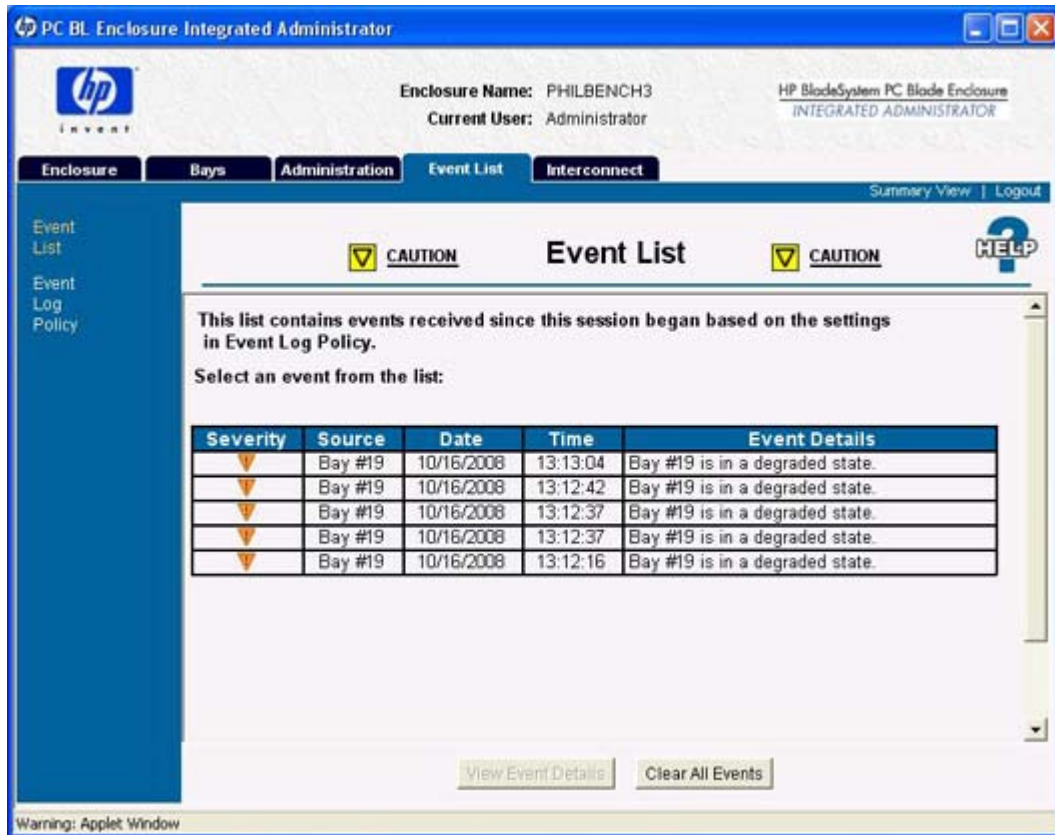 PC BL Enclosure Integrated Administrator
hp
invent
Enclosure Name: PHILBENCH3
Current User: Administrator
HP BladeSystem PC Blade Enclosure
INTEGRATED ADMINISTRATOR
Enclosure Bays Administration Event List Interconnect
Summary View | Logout
Event
List
Event
Log
Policy
CAUTION Event List CAUTION HELP
This list contains events received since this session began based on the settings
in Event Log Policy.
Select an event from the list:
Severity Source Date Time Event Details
Bay #19 10/16/2008 13:13:04 Bay #19 is in a degraded state.
Bay #19 10/16/2008 13:12:42 Bay #19 is in a degraded state.
Bay #19 10/16/2008 13:12:37 Bay #19 is in a degraded state.
Bay #19 10/16/2008 13:12:37 Bay #19 is in a degraded state.
Bay #19 10/16/2008 13:12:16 Bay #19 is in a degraded state.
View Event Details Clear All Events
Warning: Applet Window